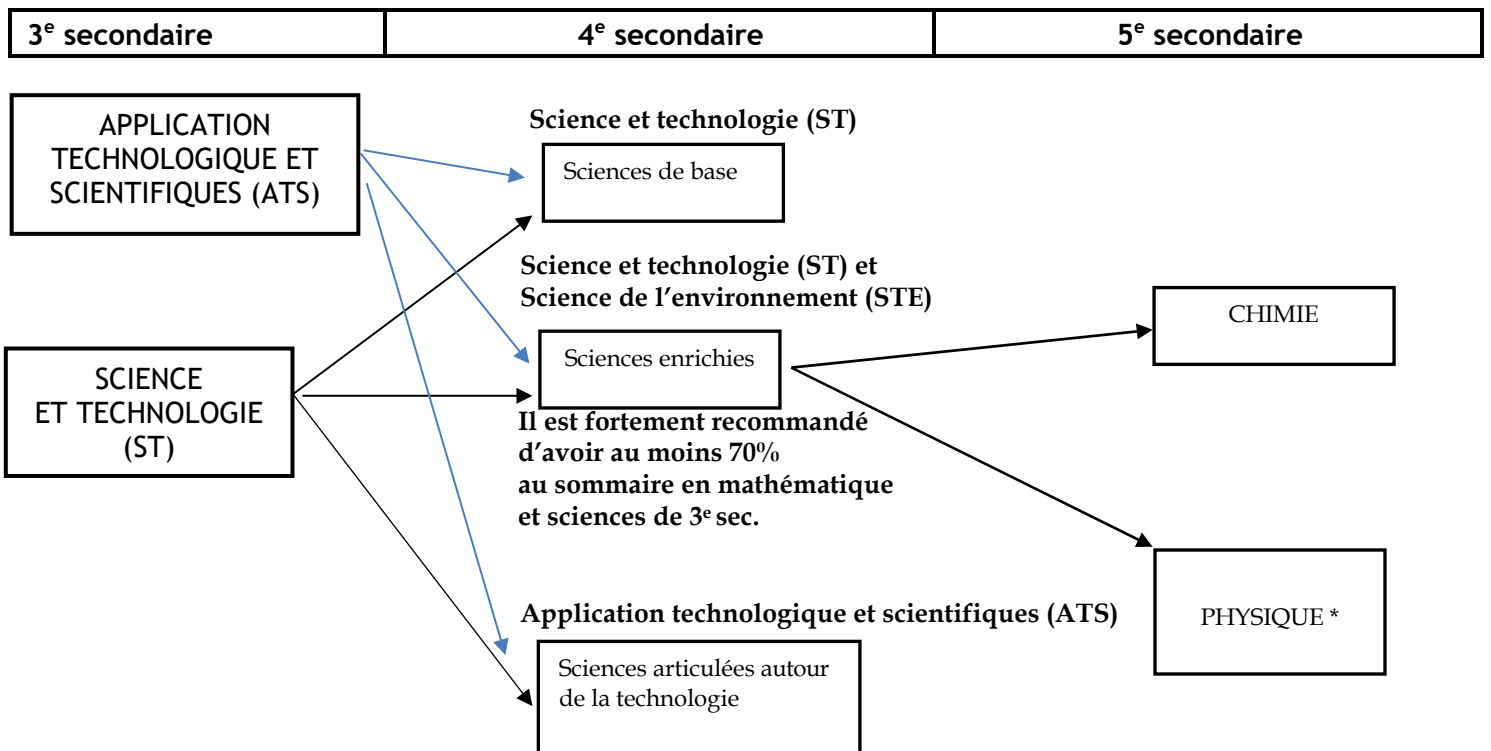 3e secondaire
4e secondaire
5e secondaire
APPLICATION
TECHNOLOGIQUE ET
SCIENTIFIQUES (ATS)
SCIENCE
ET TECHNOLOGIE
(ST)
Science et technologie (ST)
Sciences de base
Science et technologie (ST) et
Science de l’environnement (STE)
Sciences enrichies
Il est fortement recommandé
d’avoir au moins 70%
au sommaire en mathématique
et sciences de 3e sec.
Application technologique et scientifiques (ATS)
Sciences articulées autour
de la technologie
CHIMIE
PHYSIQUE *